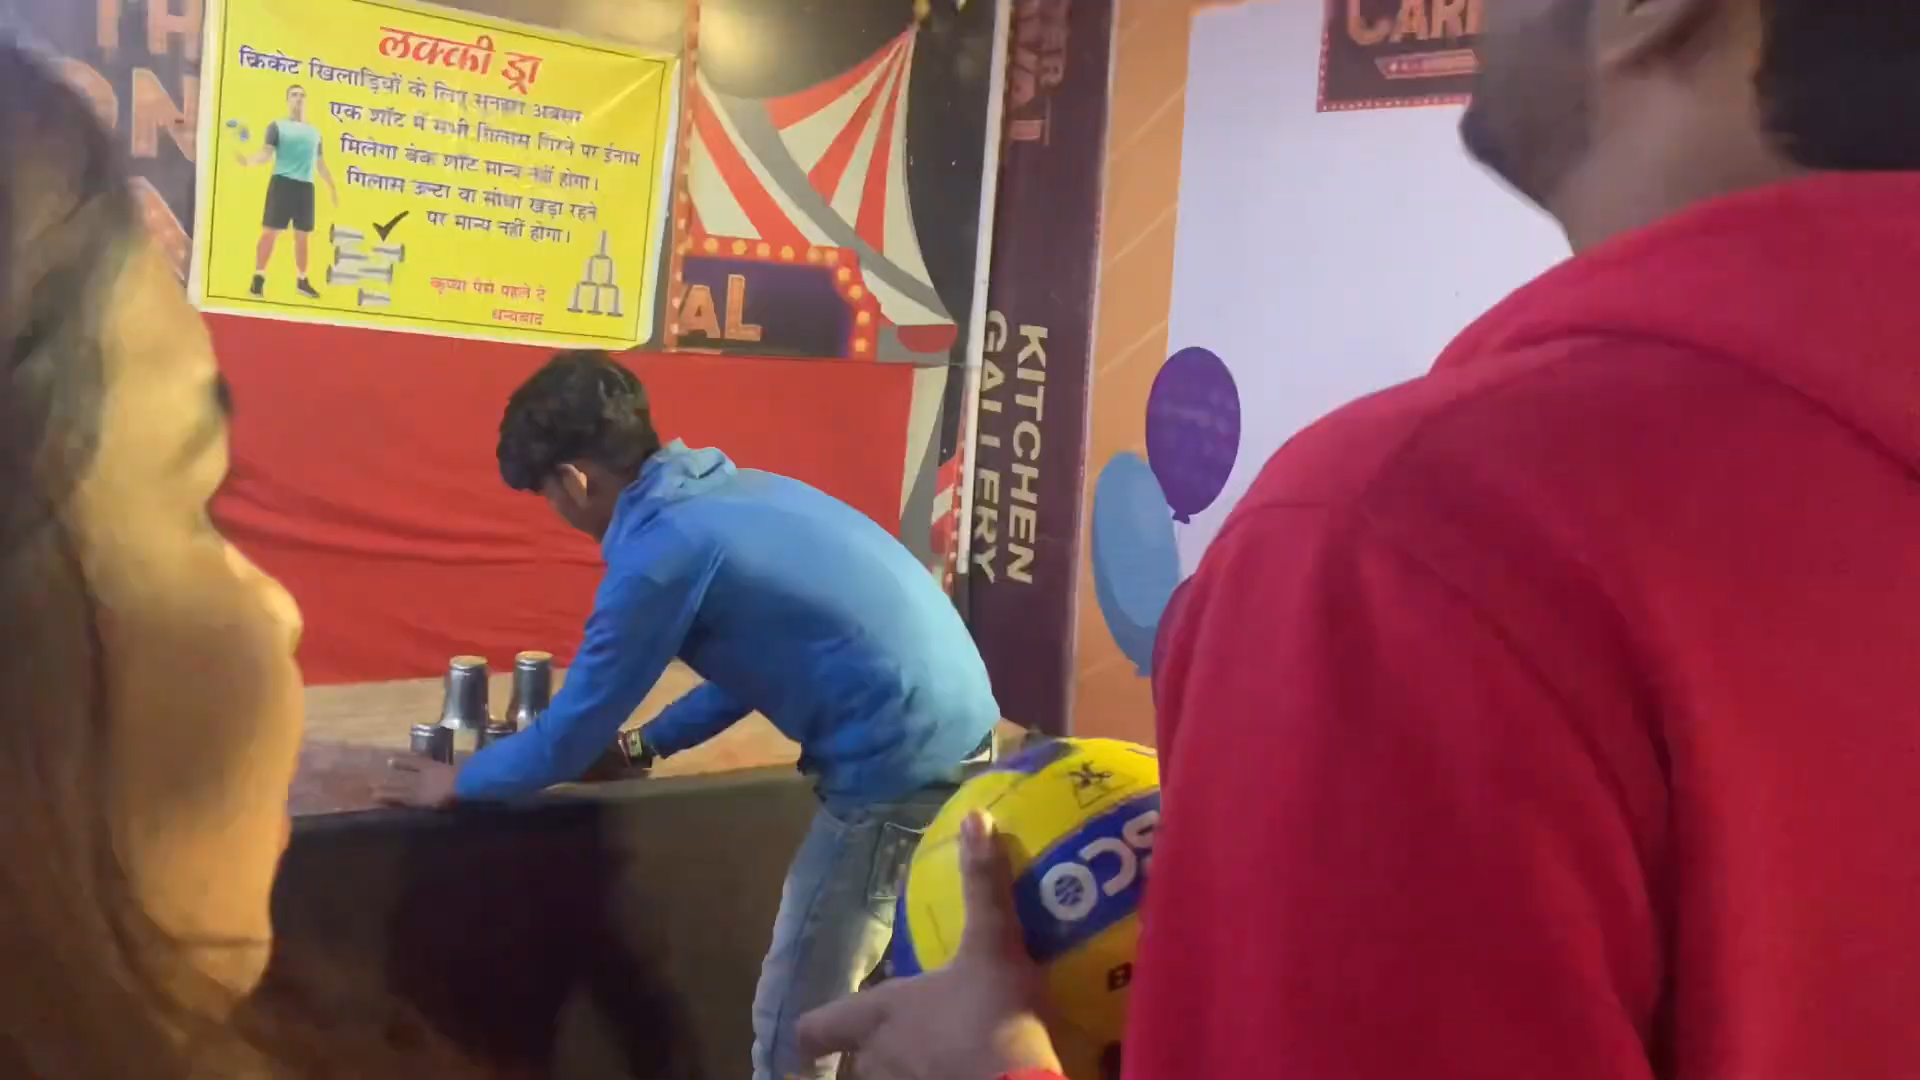 लक्की ड्रा
क्रिकेट खिलाड़ियों के लिए सुनहरा अवसर
एक शॉट में सभी गिलास गिरने पर ईनाम
मिलेगा बेक शॉट मान्य नहीं होगा।
गिलास उल्टा या सीधा खड़ा रहने
पर मान्य नहीं होगा।
कृप्या पैसे पहले दे
धन्यवाद
AL
KITCHEN
GALLERY
CAR
SCO